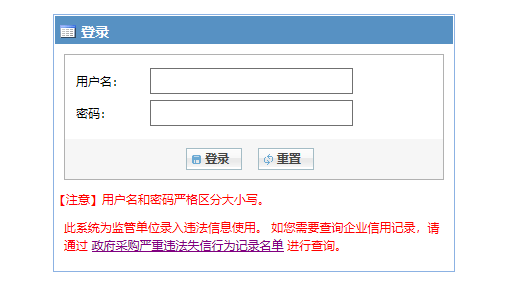 登录
用户名：
密码：
登录 重置
【注意】用户名和密码严格区分大小写。
此系统为监管单位录入违法信息使用。 如您需要查询企业信用记录，请
通过 政府采购严重违法失信行为记录名单 进行查询。